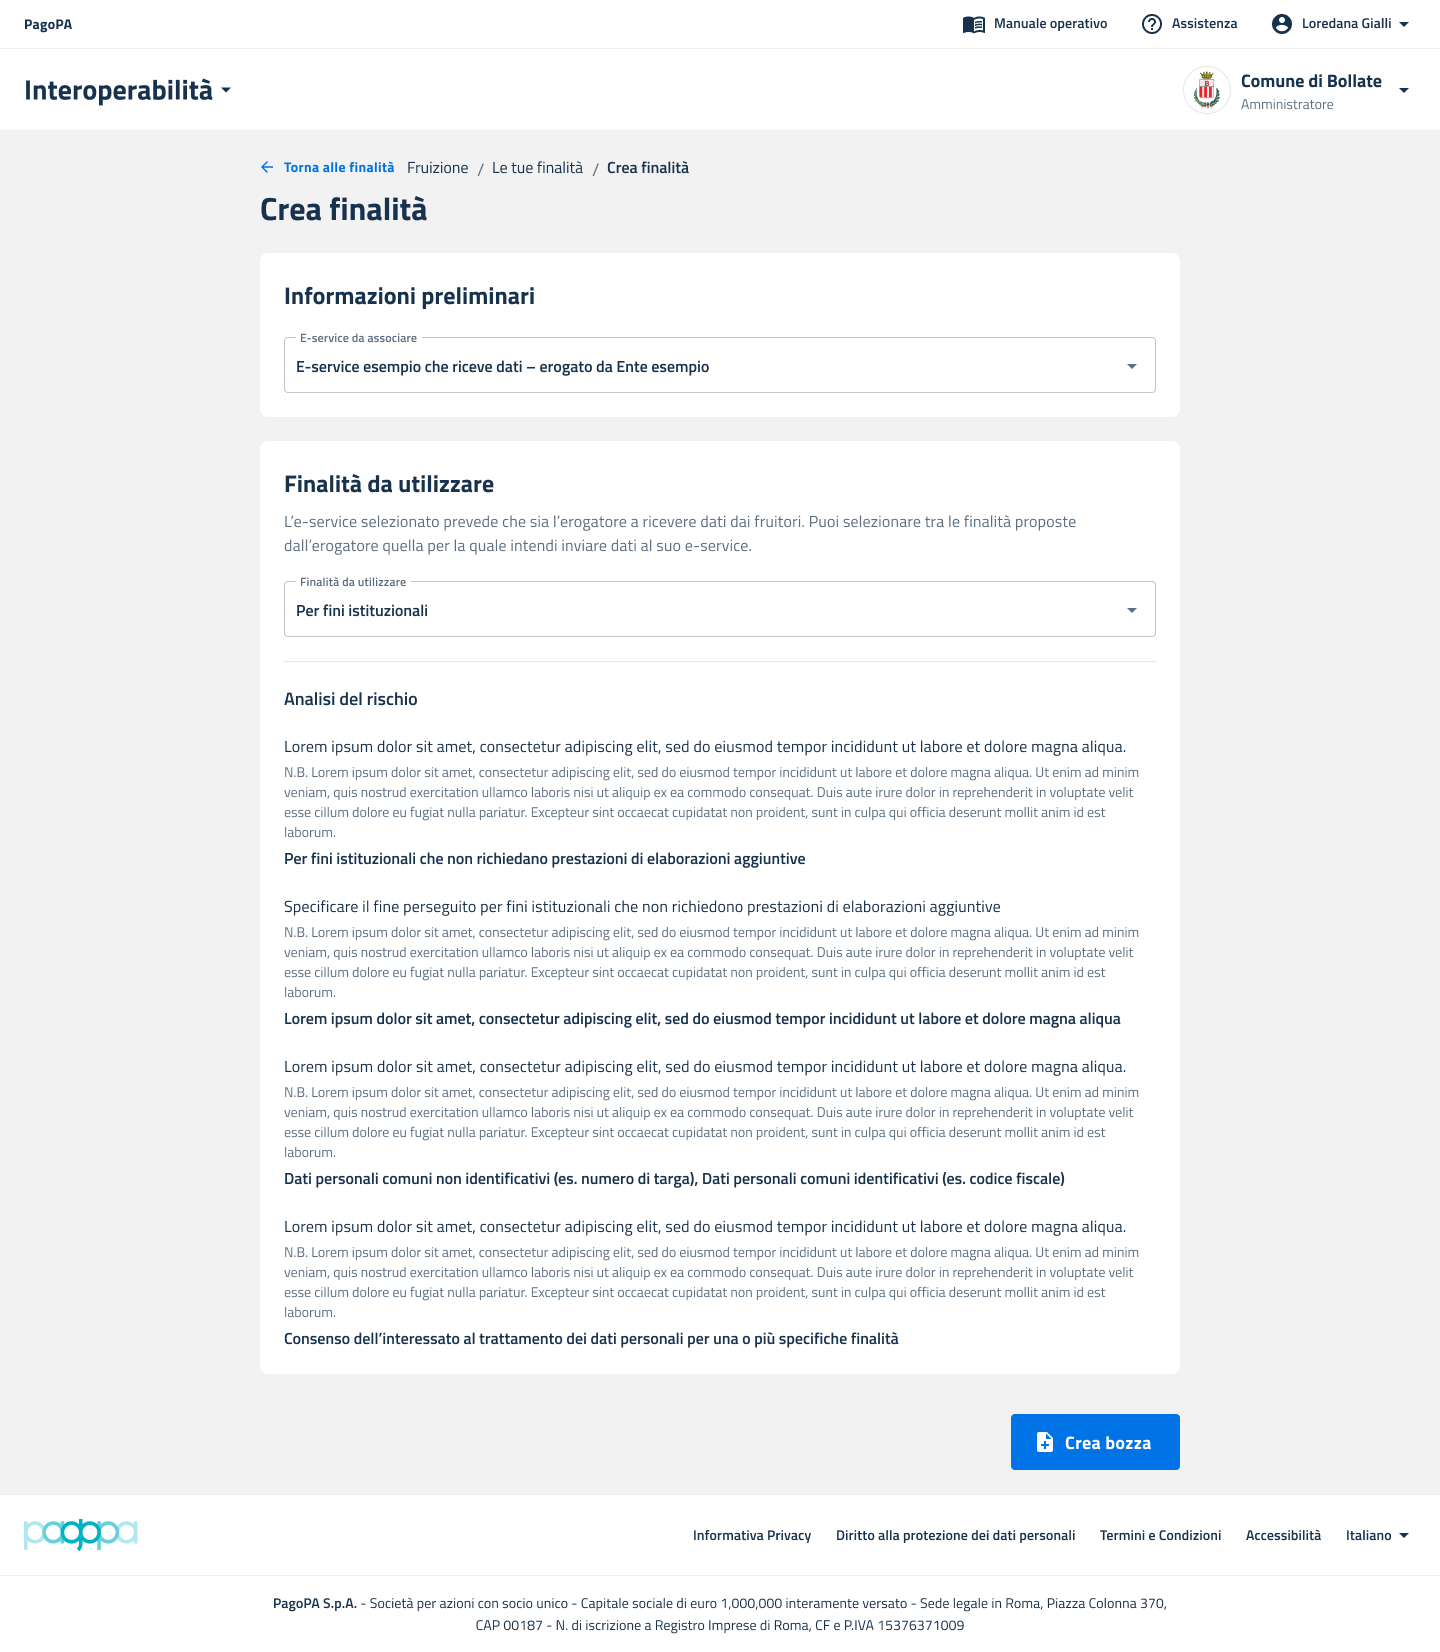 PagoPA
Manuale operativo
Assistenza
Loredana Gialli
Interoperabilità
Comune di Bollate
Amministratore
Torna alle finalità
Fruizione / Le tue finalità / Crea finalità
Crea finalità
Informazioni preliminari
E-service da associare
E-service esempio che riceve dati – erogato da Ente esempio
Finalità da utilizzare
L’e-service selezionato prevede che sia l’erogatore a ricevere dati dai fruitori. Puoi selezionare tra le finalità proposte
dall’erogatore quella per la quale intendi inviare dati al suo e-service.
Finalità da utilizzare
Per fini istituzionali
Analisi del rischio
Lorem ipsum dolor sit amet, consectetur adipiscing elit, sed do eiusmod tempor incididunt ut labore et dolore magna aliqua.
N.B. Lorem ipsum dolor sit amet, consectetur adipiscing elit, sed do eiusmod tempor incididunt ut labore et dolore magna aliqua. Ut enim ad minim
veniam, quis nostrud exercitation ullamco laboris nisi ut aliquip ex ea commodo consequat. Duis aute irure dolor in reprehenderit in voluptate velit
esse cillum dolore eu fugiat nulla pariatur. Excepteur sint occaecat cupidatat non proident, sunt in culpa qui officia deserunt mollit anim id est
laborum.
Per fini istituzionali che non richiedano prestazioni di elaborazioni aggiuntive
Specificare il fine perseguito per fini istituzionali che non richiedono prestazioni di elaborazioni aggiuntive
N.B. Lorem ipsum dolor sit amet, consectetur adipiscing elit, sed do eiusmod tempor incididunt ut labore et dolore magna aliqua. Ut enim ad minim
veniam, quis nostrud exercitation ullamco laboris nisi ut aliquip ex ea commodo consequat. Duis aute irure dolor in reprehenderit in voluptate velit
esse cillum dolore eu fugiat nulla pariatur. Excepteur sint occaecat cupidatat non proident, sunt in culpa qui officia deserunt mollit anim id est
laborum.
Lorem ipsum dolor sit amet, consectetur adipiscing elit, sed do eiusmod tempor incididunt ut labore et dolore magna aliqua
Lorem ipsum dolor sit amet, consectetur adipiscing elit, sed do eiusmod tempor incididunt ut labore et dolore magna aliqua.
N.B. Lorem ipsum dolor sit amet, consectetur adipiscing elit, sed do eiusmod tempor incididunt ut labore et dolore magna aliqua. Ut enim ad minim
veniam, quis nostrud exercitation ullamco laboris nisi ut aliquip ex ea commodo consequat. Duis aute irure dolor in reprehenderit in voluptate velit
esse cillum dolore eu fugiat nulla pariatur. Excepteur sint occaecat cupidatat non proident, sunt in culpa qui officia deserunt mollit anim id est
laborum.
Dati personali comuni non identificativi (es. numero di targa), Dati personali comuni identificativi (es. codice fiscale)
Lorem ipsum dolor sit amet, consectetur adipiscing elit, sed do eiusmod tempor incididunt ut labore et dolore magna aliqua.
N.B. Lorem ipsum dolor sit amet, consectetur adipiscing elit, sed do eiusmod tempor incididunt ut labore et dolore magna aliqua. Ut enim ad minim
veniam, quis nostrud exercitation ullamco laboris nisi ut aliquip ex ea commodo consequat. Duis aute irure dolor in reprehenderit in voluptate velit
esse cillum dolore eu fugiat nulla pariatur. Excepteur sint occaecat cupidatat non proident, sunt in culpa qui officia deserunt mollit anim id est
laborum.
Consenso dell’interessato al trattamento dei dati personali per una o più specifiche finalità
Crea bozza
pagopa
Informativa Privacy
Diritto alla protezione dei dati personali
Termini e Condizioni
Accessibilità
Italiano
PagoPA S.p.A. - Società per azioni con socio unico - Capitale sociale di euro 1,000,000 interamente versato - Sede legale in Roma, Piazza Colonna 370,
CAP 00187 - N. di iscrizione a Registro Imprese di Roma, CF e P.IVA 15376371009